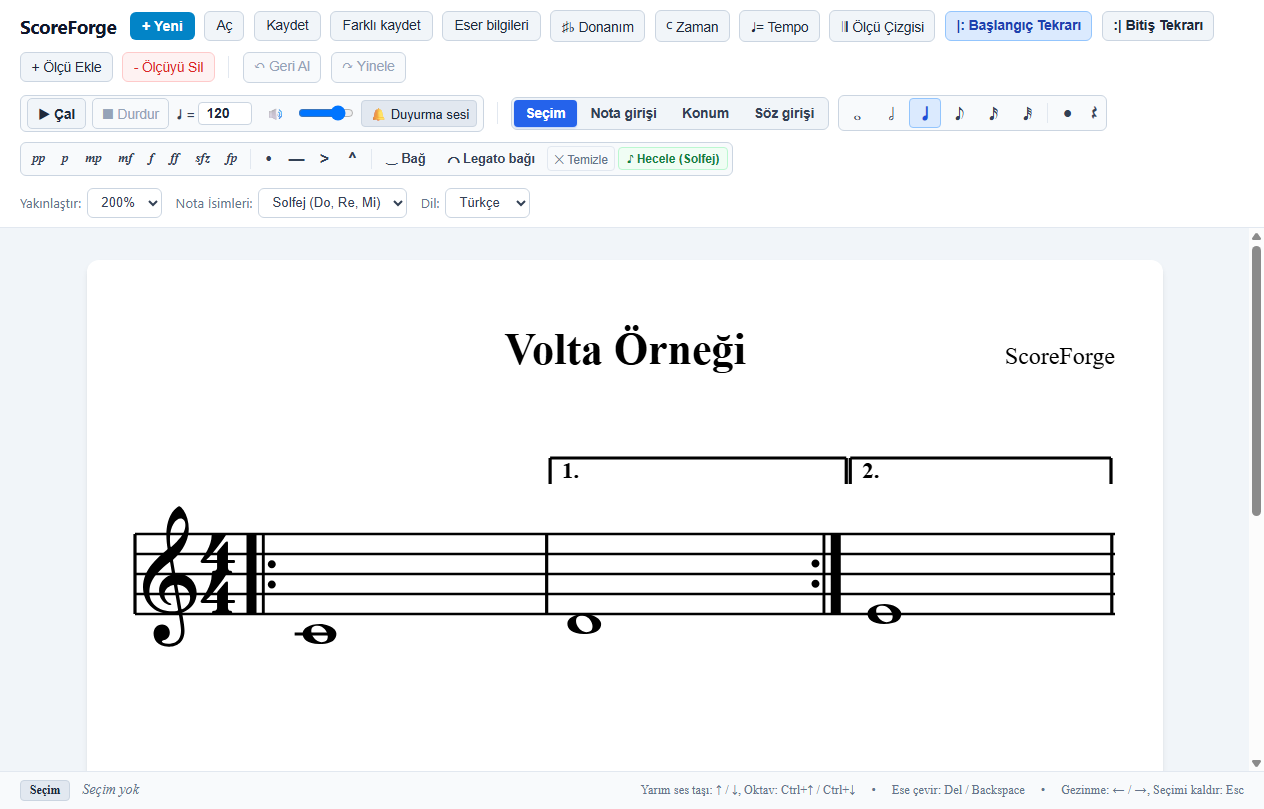 ScoreForge + Yeni Aç Kaydet Farklı kaydet Eser bilgileri ♯♭ Donanım C Zaman ♩= Tempo Ölçü Çizgisi |: Başlangıç Tekrarı :| Bitiş Tekrarı
+ Ölçü Ekle - Ölçüyü Sil ↶ Geri Al ↷ Yinele
▶ Çal ■ Durdur ♩ = 120 🔊 🔔 Duyurma sesi Seçim Nota girişi Konum Söz girişi
pp p mp mf f ff sfz fp • — > ^ Bağ Legato bağı Temizle ♪ Hecele (Solfej)
Yakınlaştır: 200% Nota İsimleri: Solfej (Do, Re, Mi) Dil: Türkçe
Volta Örneği
ScoreForge
1. 2.
4
4
Seçim Seçim yok Yarım ses taşı: ↑ / ↓, Oktav: Ctrl+↑ / Ctrl+↓ • Ese çevir: Del / Backspace • Gezinme: ← / →, Seçimi kaldır: Esc